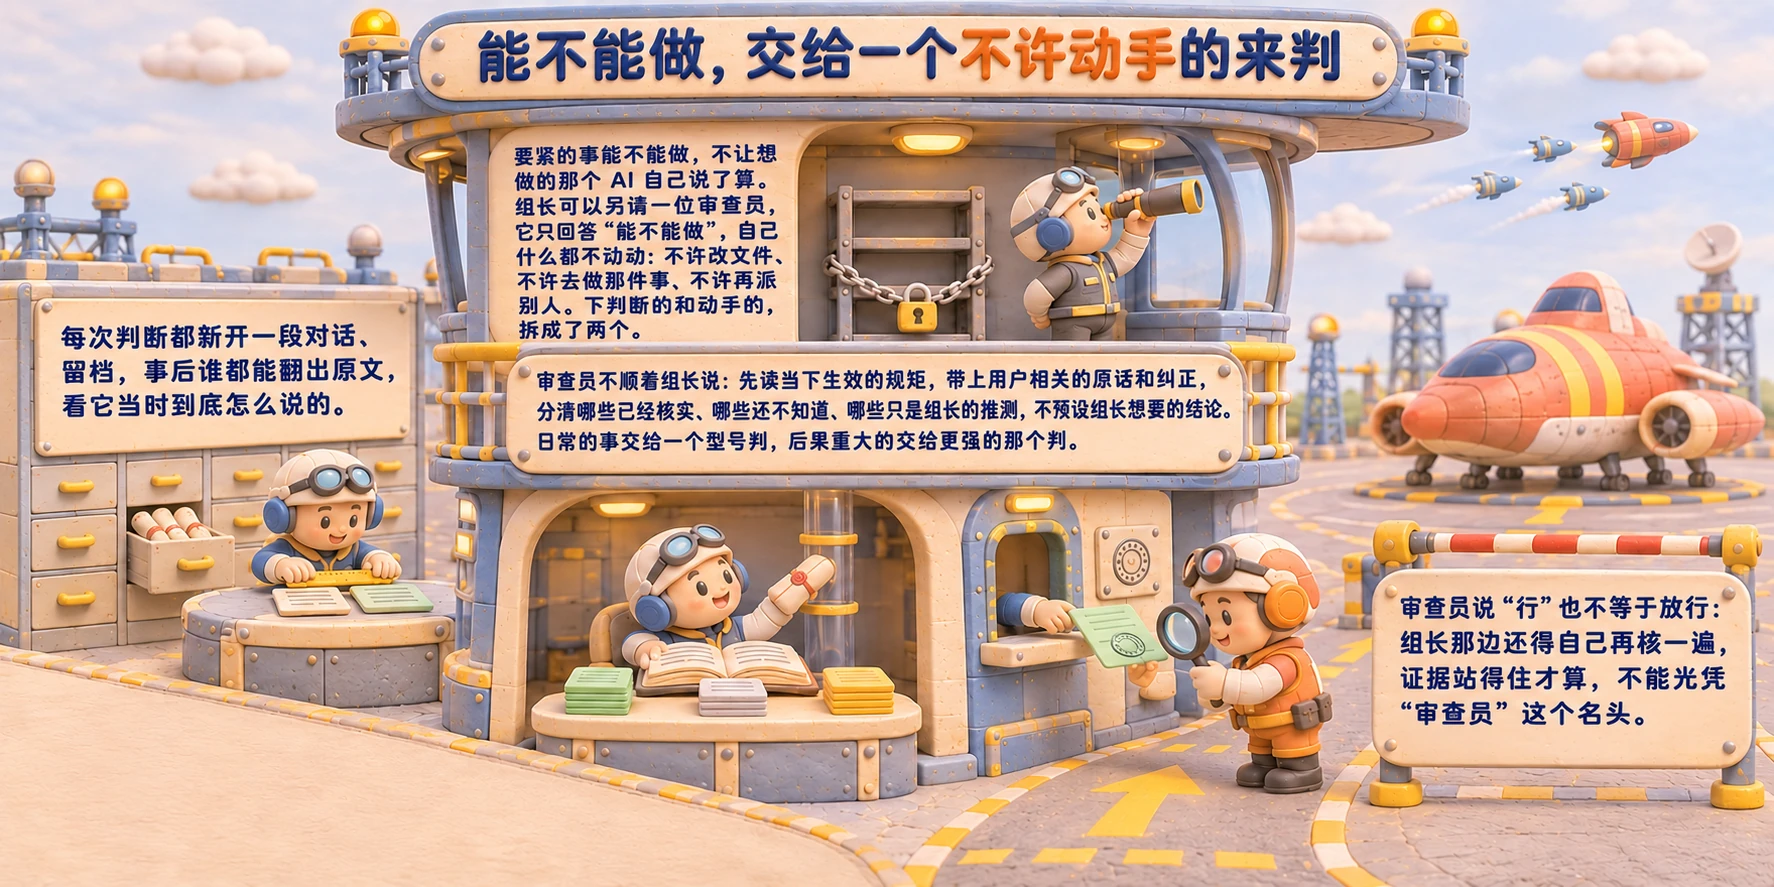 能不能做，交给一个不许动手的来判
要紧的事能不能做，不让想
做的那个 AI 自己说了算。
组长可以另请一位审查员，
它只回答“能不能做”，自己
什么都不动动：不许改文件、
不许去做那件事、不许再派
别人。下判断的和动手的，
拆成了两个。
每次判断都新开一段对话、
留档，事后谁都能翻出原文，
看它当时到底怎么说的。
审查员不顺着组长说：先读当下生效的规矩，带上用户相关的原话和纠正，
分清哪些已经核实、哪些还不知道、哪些只是组长的推测，不预设组长想要的结论。
日常的事交给一个型号判，后果重大的交给更强的那个判。
审查员说“行”也不等于放行：
组长那边还得自己再核一遍，
证据站得住才算，不能光凭
“审查员”这个名头。